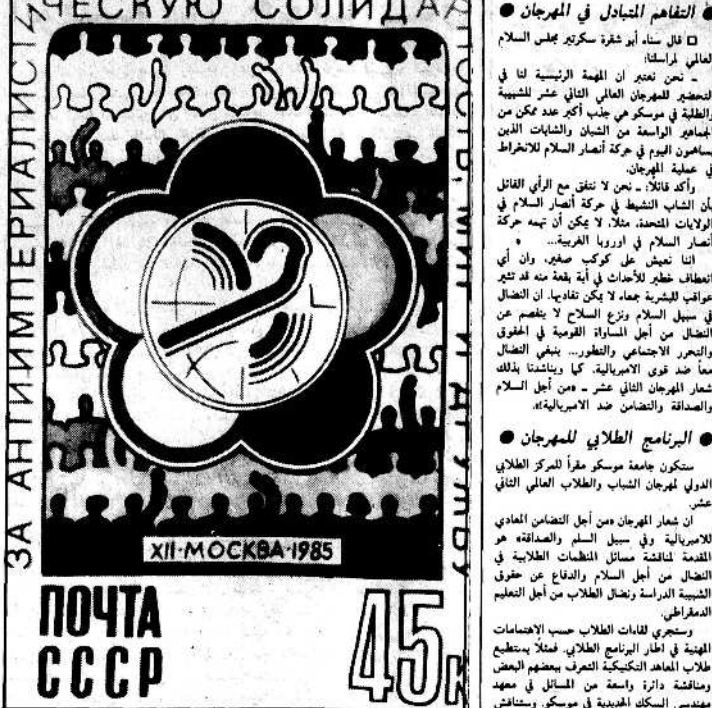 ЗА АНТИИМПЕРИАЛИСТИЧЕСКУЮ СОЛИДАРНОСТЬ, МИР И ДРУЖБУ
XII·МОСКВА·1985
ПОЧТА
СССР
45к
● التفاهم المتبادل في المهرجان ●
□ قال سناء أبو شقرة سكرتير مجلس السلام
العالمي لمراسلنا:
ـ نحن نعتبر ان المهمة الرئيسية لنا في
التحضير للمهرجان العالمي الثاني عشر للشبيبة
والطلبة في موسكو هي جذب أكبر عدد ممكن من
الجماهير الواسعة من الشبان والشابات الذين
يساهمون اليوم في حركة أنصار السلام للانخراط
في عملية المهرجان.
وأكد قائلا: ـ نحن لا نتفق مع الرأي القائل
بأن الشاب النشيط في حركة أنصار السلام في
الولايات المتحدة، مثلا، لا يمكن أن تهمه حركة
أنصار السلام في اوروبا الغربية...
اننا نعيش على كوكب صغير، وان أي
انعطاف خطير للأحداث في أية بقعة منه قد تثير
عواقب للبشرية جمعاء لا يمكن تفاديها. ان النضال
في سبيل السلام ونزع السلاح لا ينفصم عن
النضال من أجل المساواة القومية في الحقوق
والتحرر الاجتماعي والتطور... ينبغي النضال
معاً ضد قوى الامبريالية. كما ويناشدنا بذلك
شعار المهرجان الثاني عشر ـ «من أجل السلام
والصداقة والتضامن ضد الامبريالية».
● البرنامج الطلابي للمهرجان ●
ستكون جامعة موسكو مقراً للمركز الطلابي
الدولي لمهرجان الشباب والطلاب العالمي الثاني
عشر.
ان شعار المهرجان «من أجل التضامن المعادي
للامبريالية وفي سبيل السلم والصداقة» هو
المقدمة لمناقشة مسائل المنظمات الطلابية في
النضال من أجل السلام والدفاع عن حقوق
الشبيبة الدراسة ونضال الطلاب من أجل التعليم
الدمقراطي.
وستجري لقاءات الطلاب حسب الاهتمامات
المهنية في اطار البرنامج الطلابي. فمثلاً يستطيع
طلاب المعاهد التكنيكية التعرف ببعضهم البعض
ومناقشة دائرة واسعة من المسائل في معهد
مهندسي السكك الحديدية في موسكو. وستناقش